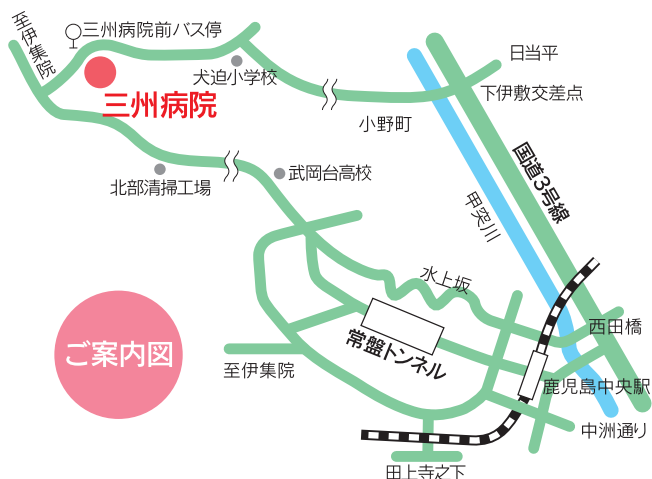 至伊集院
三州病院前バス停
犬迫小学校
三州病院
日当平
下伊敷交差点
小野町
国道3号線
武岡台高校
北部清掃工場
甲突川
水上坂
西田橋
常盤トンネル
ご案内図
至伊集院
鹿児島中央駅
中洲通り
田上寺之下